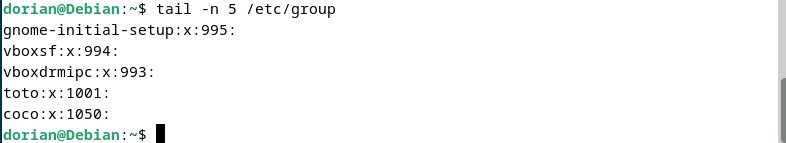 dorian@Debian:~$ tail -n 5 /etc/group
gnome-initial-setup:x:995:
vboxsf:x:994:
vboxdrmipc:x:993:
toto:x:1001:
coco:x:1050:
dorian@Debian:~$